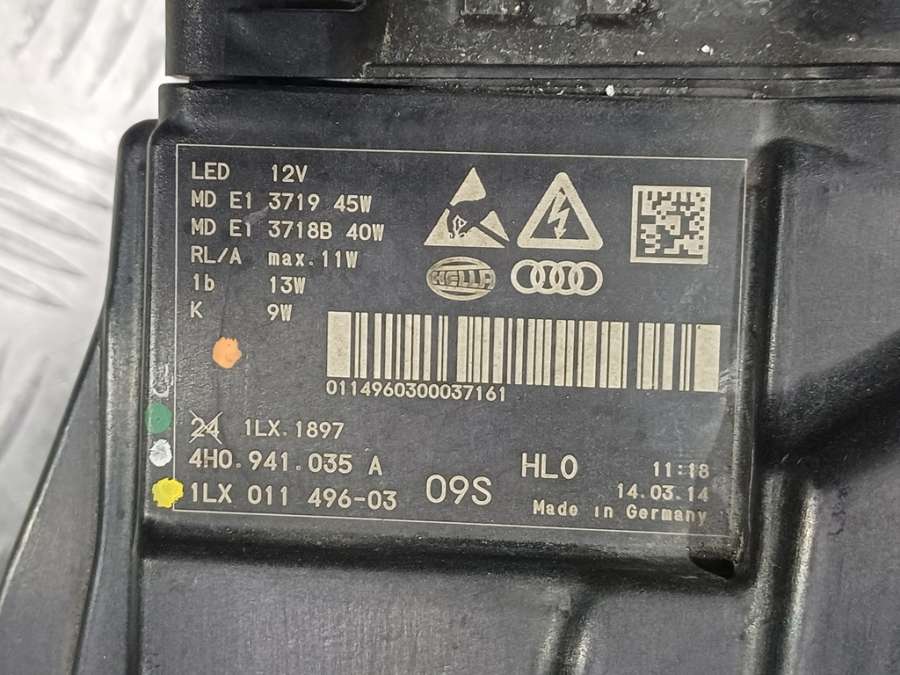 LED 12V
MD E1 3719 45W
MD E1 3718B 40W
RL/A max. 11W
1b 13W
K 9W
HELLA
0114960300037161
24 1LX.1897
4H0.941.035 A
1LX 011 496-03
09S
HL0
11:18
14.03.14
Made in Germany